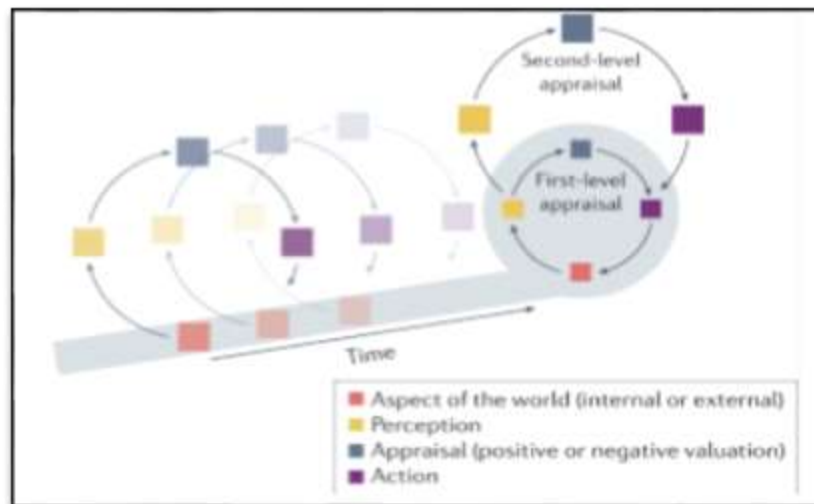 Second-level
appraisal
First-level
appraisal
Time
Aspect of the world (internal or external)
Perception
Appraisal (positive or negative valuation)
Action